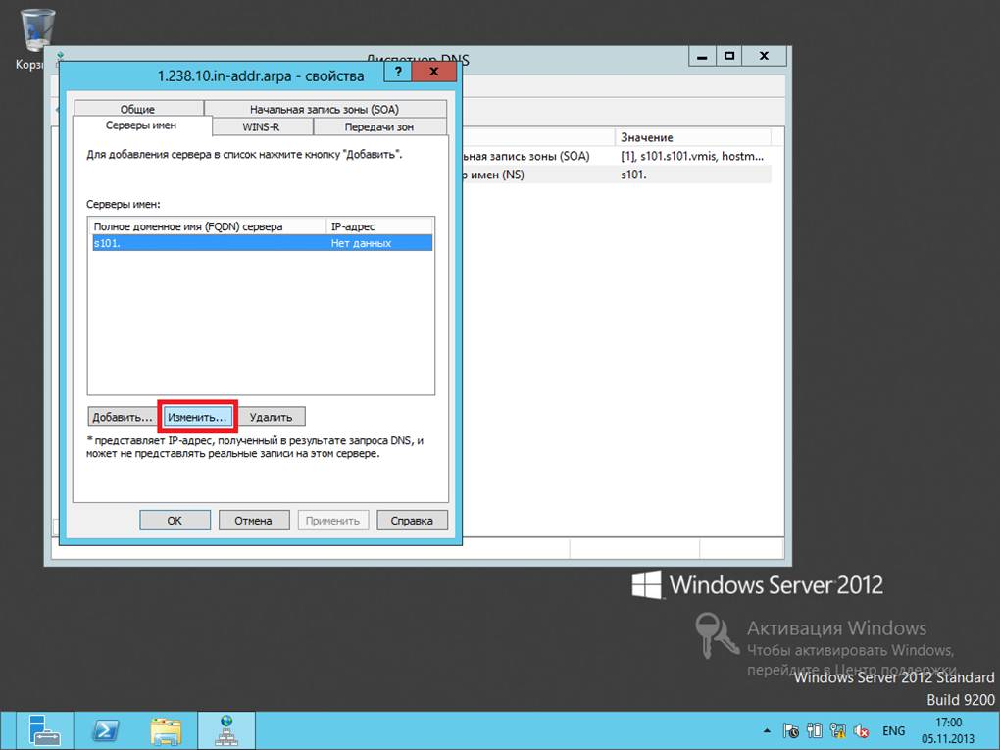 Диспетчер DNS
1.238.10.in-addr.arpa - свойства
?
Общие
Начальная запись зоны (SOA)
Серверы имен
WINS-R
Передачи зон
Для добавления сервера в список нажмите кнопку "Добавить".
Серверы имен:
Полное доменное имя (FQDN) сервера
IP-адрес
s101.
Нет данных
Добавить...
Изменить...
Удалить
* представляет IP-адрес, полученный в результате запроса DNS, и
может не представлять реальные записи на этом сервере.
ОК
Отмена
Применить
Справка
Значение
запись зоны (SOA)
[1], s101.s101.vmis, hostm...
имен (NS)
s101.
Windows Server 2012
Активация Windows
Чтобы активировать Windows,
перейдите в Центр поддержки.
Windows Server 2012 Standard
Build 9200
ENG
17:00
05.11.2013